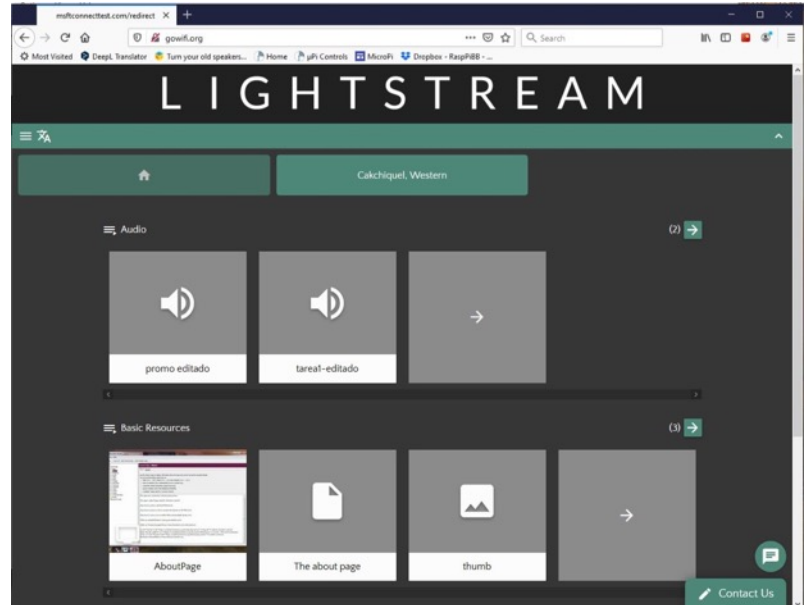 msftconnecttest.com/redirect
gowifi.org
Search
Most Visited DeepL Translator Turn your old speakers... Home µPi Controls MicroPi Dropbox - RaspPiBB - ...
LIGHTSTREAM
Cakchiquel, Western
Audio (2)
promo editado tarea1-editado
Basic Resources (3)
AboutPage The about page thumb
Contact Us